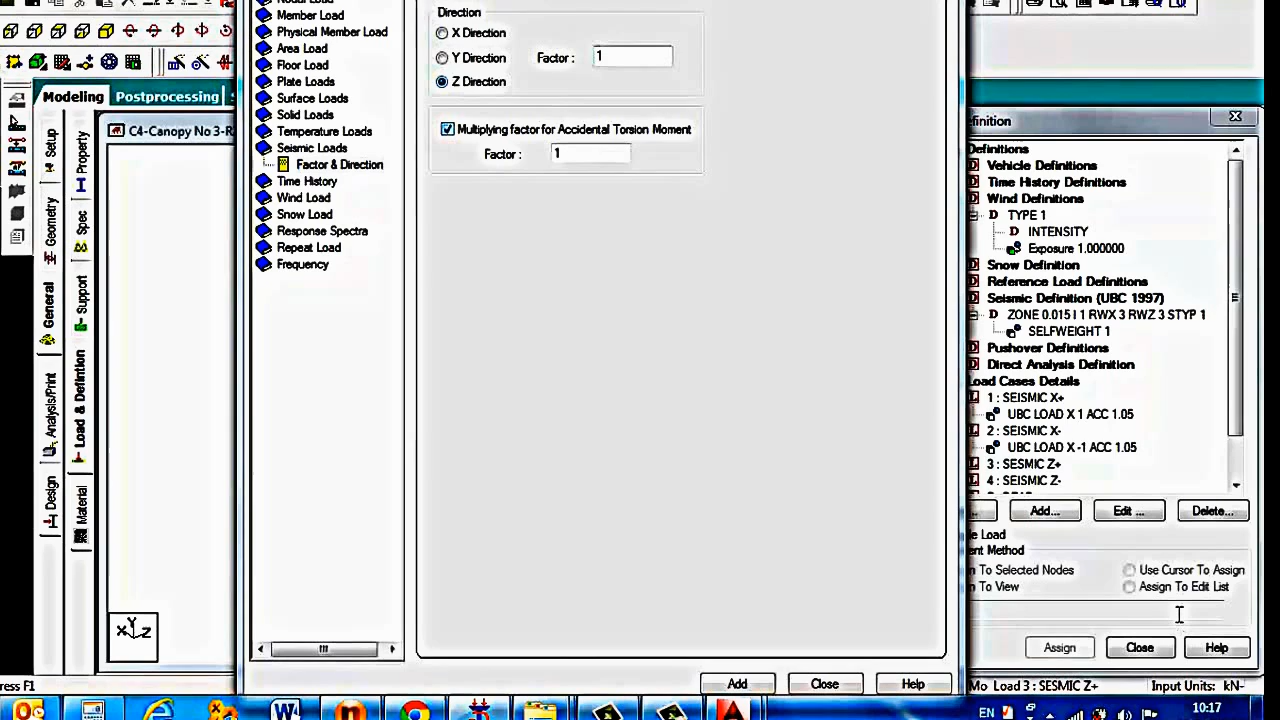 Member Load
Physical Member Load
Area Load
Floor Load
Plate Loads
Surface Loads
Solid Loads
Temperature Loads
Seismic Loads
Factor & Direction
Time History
Wind Load
Snow Load
Response Spectra
Repeat Load
Frequency
Direction
X Direction
Y Direction
Factor :
1
Z Direction
Multiplying factor for Accidental Torsion Moment
Factor :
1
Add
Close
Help
Modeling
Postprocessing
C4-Canopy No 3-R
Setup
Geometry
General
Analysis/Print
Design
Property
Spec
Support
Load & Definition
Material
X
Y
Z
ress F1
efinition
Definitions
Vehicle Definitions
Time History Definitions
Wind Definitions
TYPE 1
INTENSITY
Exposure 1.000000
Snow Definition
Reference Load Definitions
Seismic Definition (UBC 1997)
ZONE 0.015 I 1 RWX 3 RWZ 3 STYP 1
SELFWEIGHT 1
Pushover Definitions
Direct Analysis Definition
Load Cases Details
1 : SEISMIC X+
UBC LOAD X 1 ACC 1.05
2 : SEISMIC X-
UBC LOAD X -1 ACC 1.05
3 : SESMIC Z+
4 : SEISMIC Z-
Add...
Edit ...
Delete...
le Load
ent Method
n To Selected Nodes
Use Cursor To Assign
n To View
Assign To Edit List
Assign
Close
Help
Mo
Load 3 : SESMIC Z+
Input Units:
kN-
EN
10:17